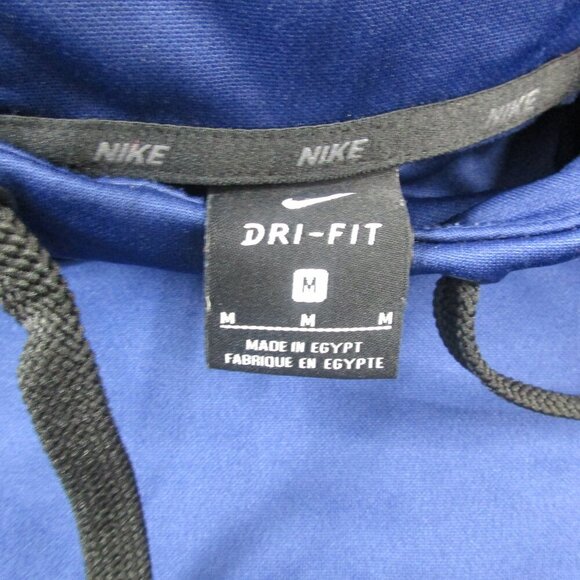 NIKE NIKE NIKE
DRI-FIT
M
M M M
MADE IN EGYPT
FABRIQUE EN EGYPTE